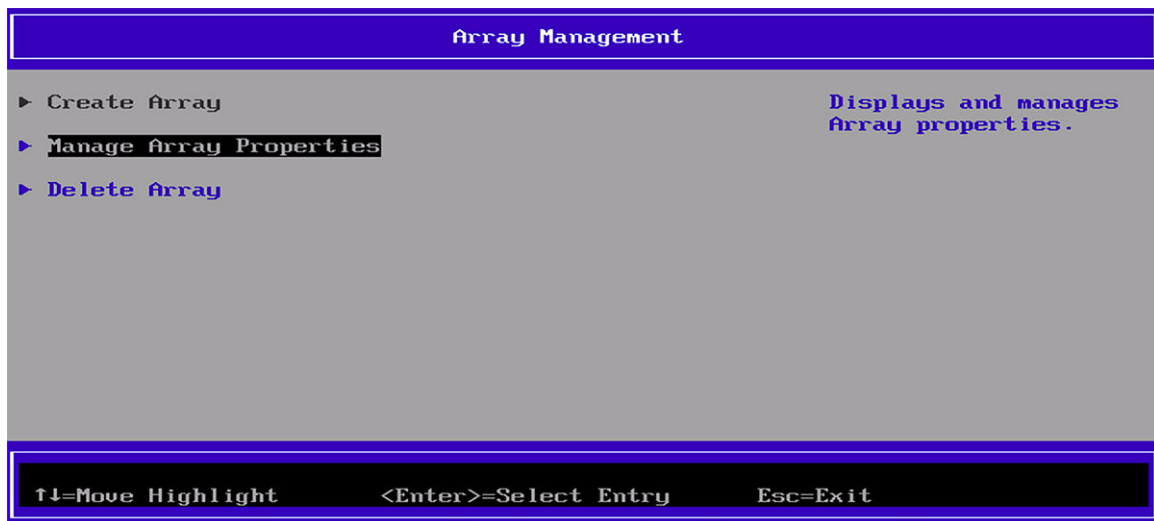 Array Management
► Create Array
► Manage Array Properties
► Delete Array
Displays and manages
Array properties.
↑↓=Move Highlight <Enter>=Select Entry Esc=Exit